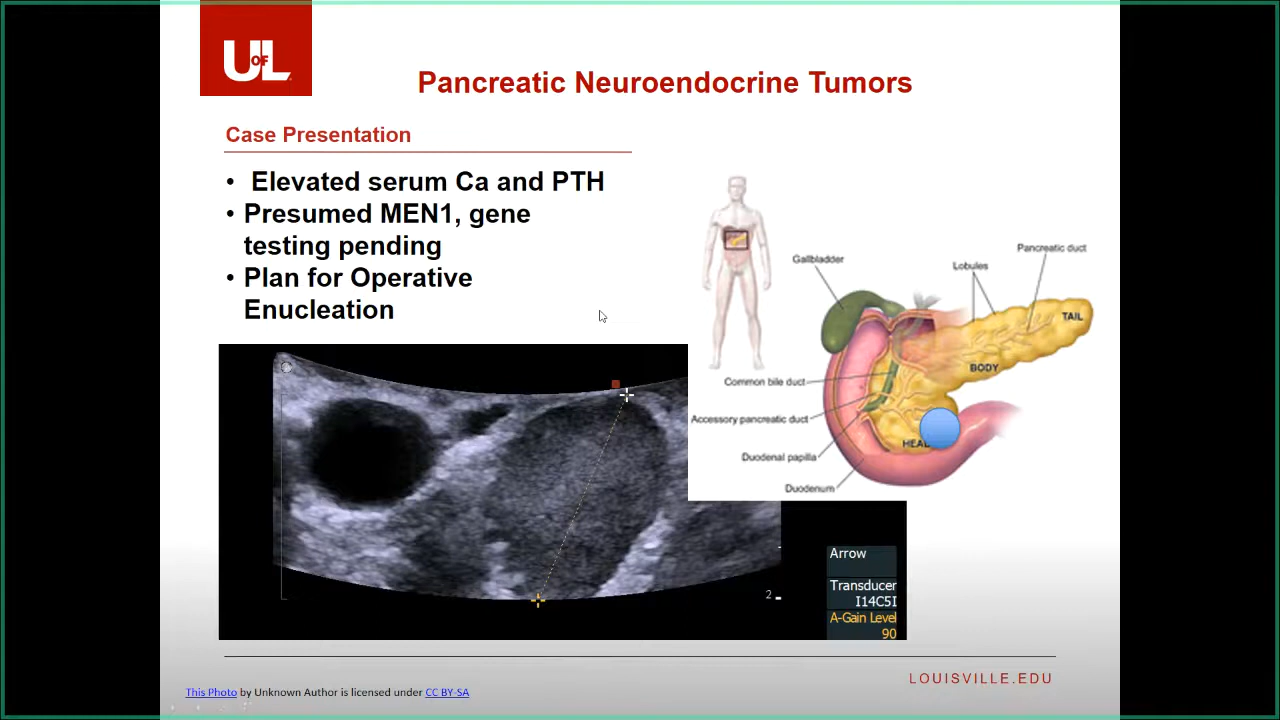 U OF L
Pancreatic Neuroendocrine Tumors
Case Presentation
• Elevated serum Ca and PTH
• Presumed MEN1, gene
testing pending
• Plan for Operative
Enucleation
Gallbladder
Pancreatic duct
Lobules
TAIL
BODY
Common bile duct
Accessory pancreatic duct
HEA
Duodenal papilla
Duodenum
2
Arrow
Transducer
I14C5I
A-Gain Level
90
LOUISVILLE.EDU
This Photo by Unknown Author is licensed under CC BY-SA